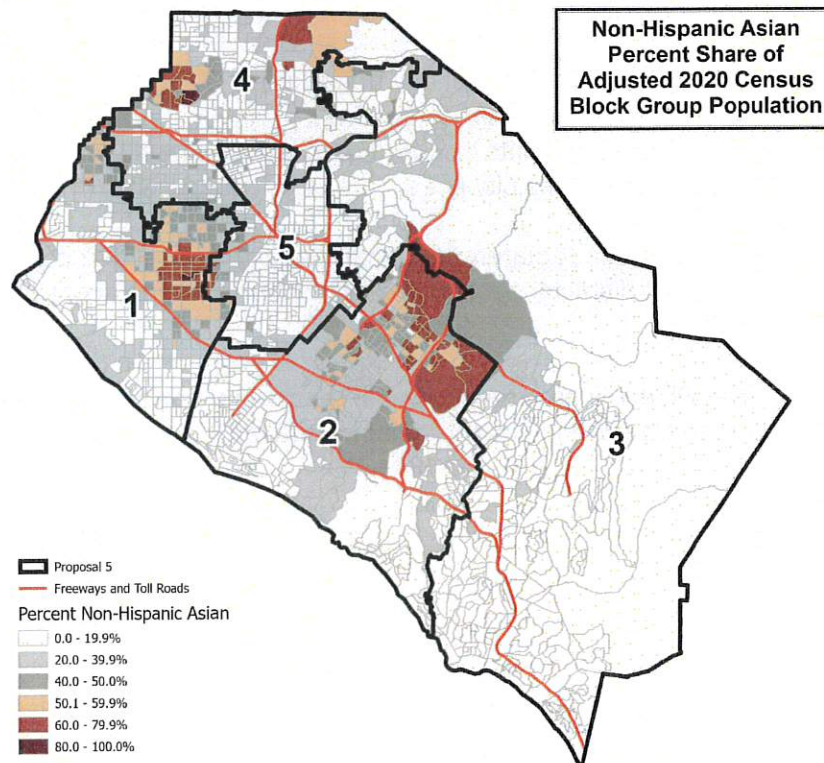 Non-Hispanic Asian
Percent Share of
Adjusted 2020 Census
Block Group Population
4
5
1
2
3
Proposal 5
Freeways and Toll Roads
Percent Non-Hispanic Asian
0.0 - 19.9%
20.0 - 39.9%
40.0 - 50.0%
50.1 - 59.9%
60.0 - 79.9%
80.0 - 100.0%